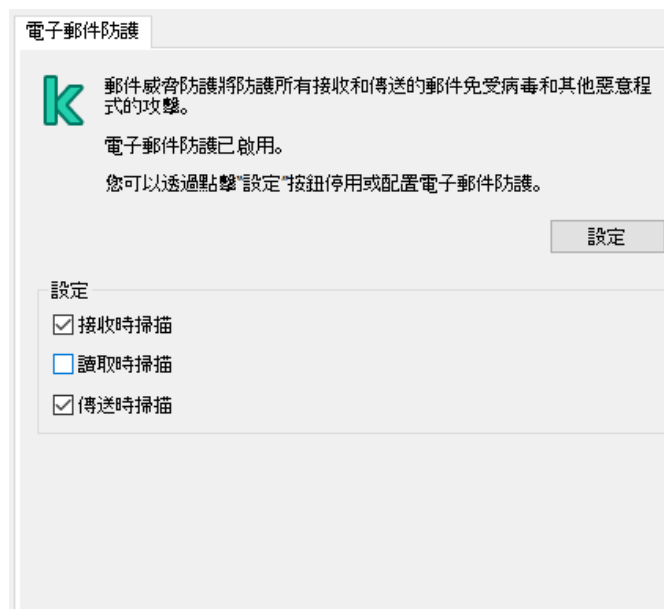 電子郵件防護
郵件威脅防護將防護所有接收和傳送的郵件免受病毒和其他惡意程
式的攻擊。
電子郵件防護已啟用。
您可以透過點擊"設定"按鈕停用或配置電子郵件防護。
設定
設定
接收時掃描
讀取時掃描
傳送時掃描